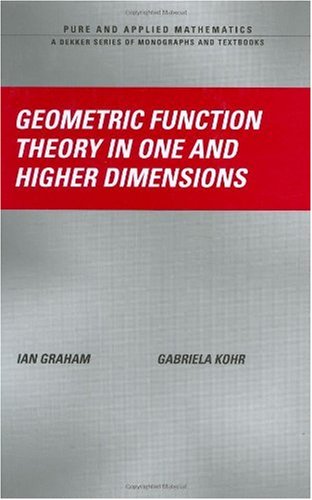 PURE AND APPLIED MATHEMATICS
A DEKKER SERIES OF MONOGRAPHS AND TEXTBOOKS
GEOMETRIC FUNCTION
THEORY IN ONE AND
HIGHER DIMENSIONS
IAN GRAHAM GABRIELA KOHR